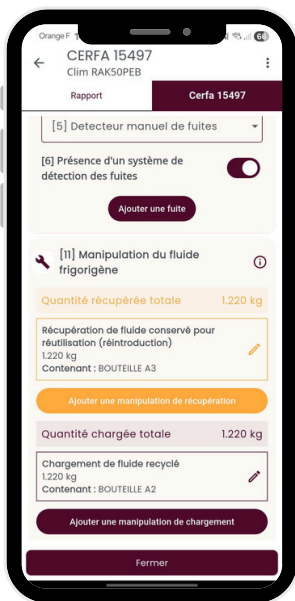 Orange F
66
CERFA 15497
Clim RAK50PEB
Rapport
Cerfa 15497
[5] Detecteur manuel de fuites
[6] Présence d'un système de
détection des fuites
Ajouter une fuite
[11] Manipulation du fluide
frigorigène
Quantité récupérée totale 1.220 kg
Récupération de fluide conservé pour
réutilisation (réintroduction)
1.220 kg
Contenant : BOUTEILLE A3
Ajouter une manipulation de récupération
Quantité chargée totale 1.220 kg
Chargement de fluide recyclé
1.220 kg
Contenant : BOUTEILLE A2
Ajouter une manipulation de chargement
Fermer